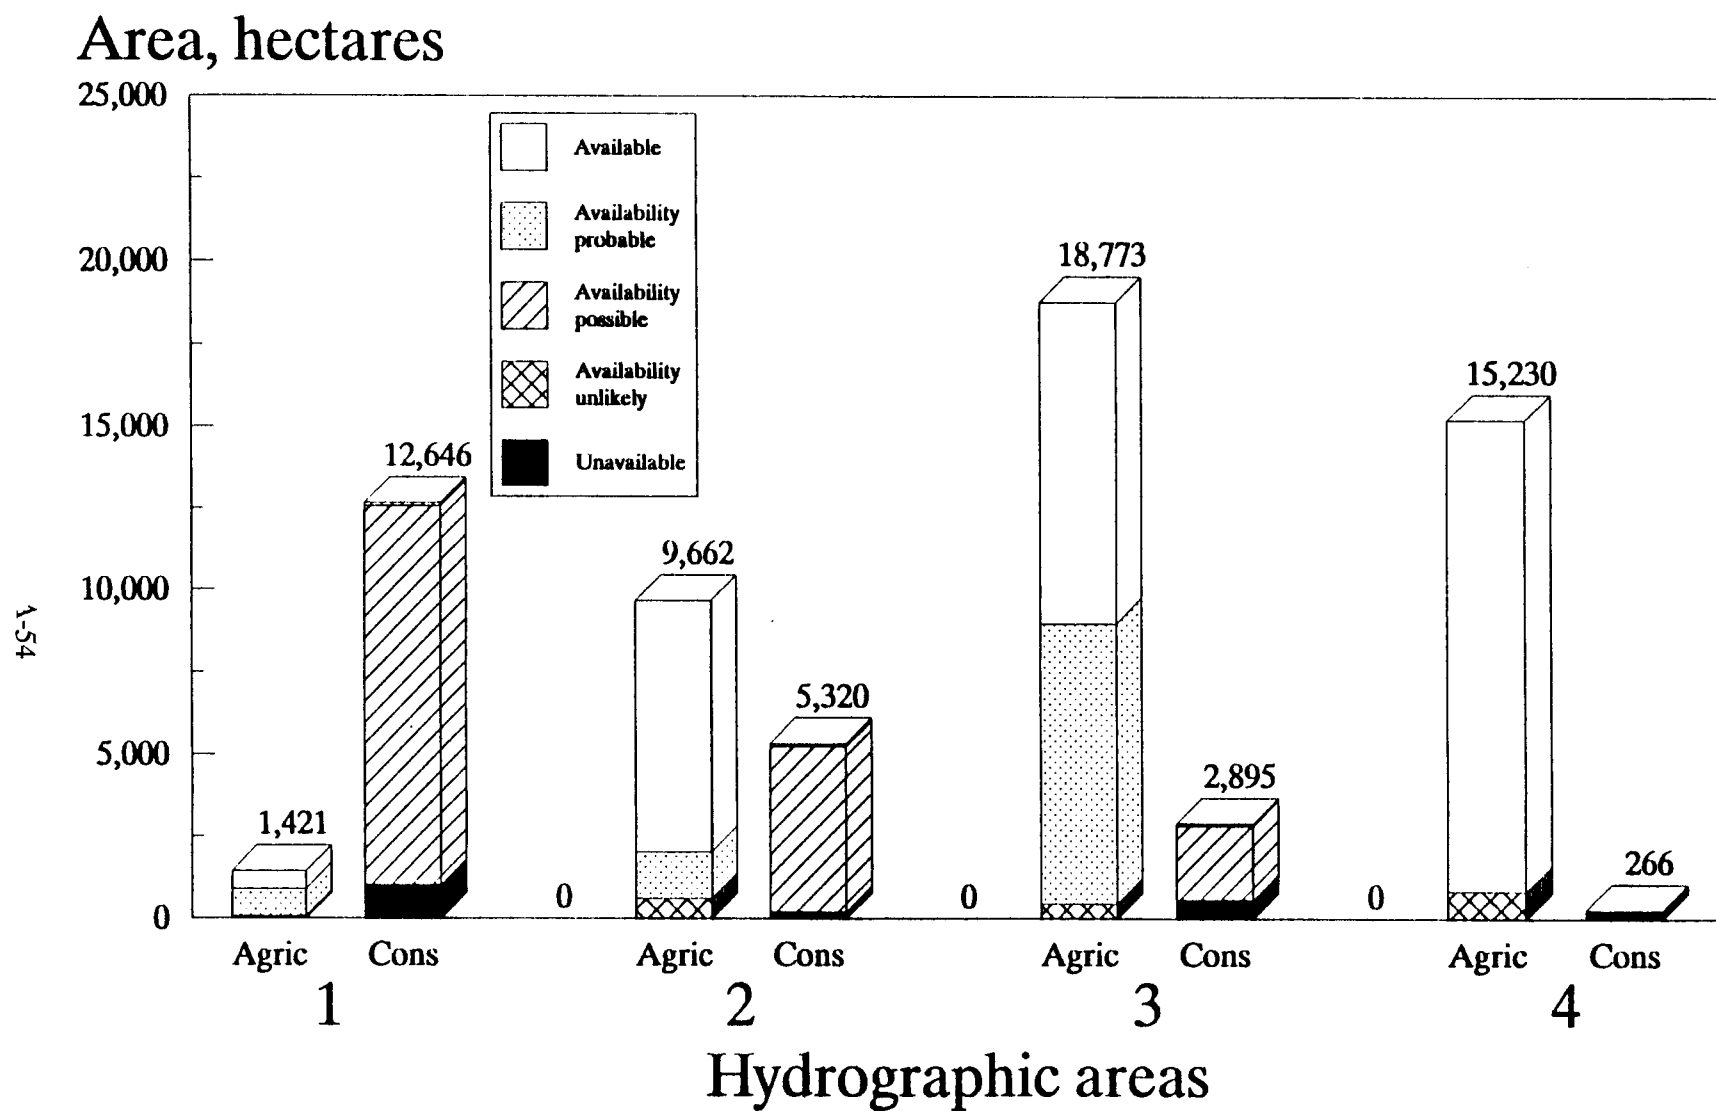 Area, hectares
25,000
20,000
15,000
10,000
5,000
0
Available
Availability
probable
Availability
possible
Availability
unlikely
Unavailable
1,421
12,646
0
9,662
5,320
0
18,773
2,895
0
15,230
266
Agric
Cons
Agric
Cons
Agric
Cons
Agric
Cons
1
2
3
4
Hydrographic areas
A-54